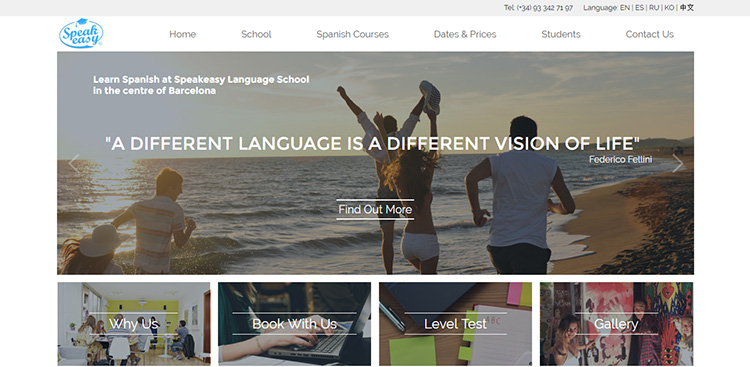 Tel: (+34) 93 342 71 97 Language: EN | ES | RU | KO | 中文
Speak
easy
Home School Spanish Courses Dates & Prices Students Contact Us
Learn Spanish at Speakeasy Language School
in the centre of Barcelona
"A DIFFERENT LANGUAGE IS A DIFFERENT VISION OF LIFE"
Federico Fellini
Find Out More
Why Us Book With Us Level Test Gallery
ABC